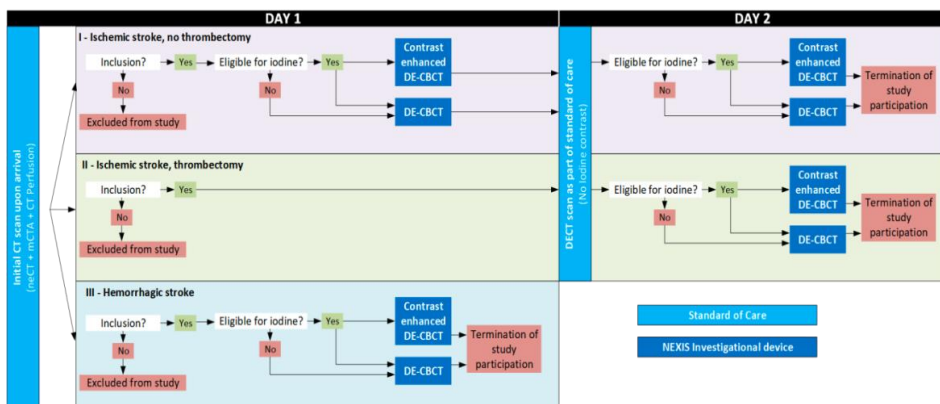 DAY 1
DAY 2
Initial CT scan upon arrival
(neCT + mCTA + CT Perfusion)
I - Ischemic stroke, no thrombectomy
Inclusion?
Yes
Eligible for iodine?
Yes
Contrast
enhanced
DE-CBCT
No
No
DE-CBCT
Excluded from study
DECT scan as part of standard of care
(No Iodine contrast)
Eligible for iodine?
Yes
Contrast
enhanced
DE-CBCT
No
DE-CBCT
Termination of
study
participation
II - Ischemic stroke, thrombectomy
Inclusion?
Yes
No
Excluded from study
Eligible for iodine?
Yes
Contrast
enhanced
DE-CBCT
No
DE-CBCT
Termination of
study
participation
III - Hemorrhagic stroke
Inclusion?
Yes
Eligible for iodine?
Yes
Contrast
enhanced
DE-CBCT
No
No
DE-CBCT
Termination of
study
participation
Excluded from study
Standard of Care
NEXIS Investigational device